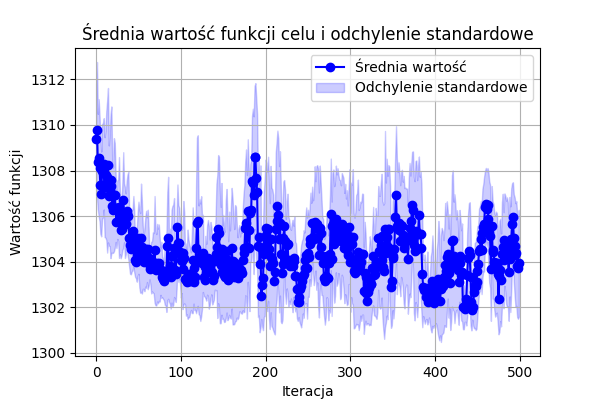 Średnia wartość funkcji celu i odchylenie standardowe
Średnia wartość
Odchylenie standardowe
Wartość funkcji
1312
1310
1308
1306
1304
1302
1300
0 100 200 300 400 500
Iteracja